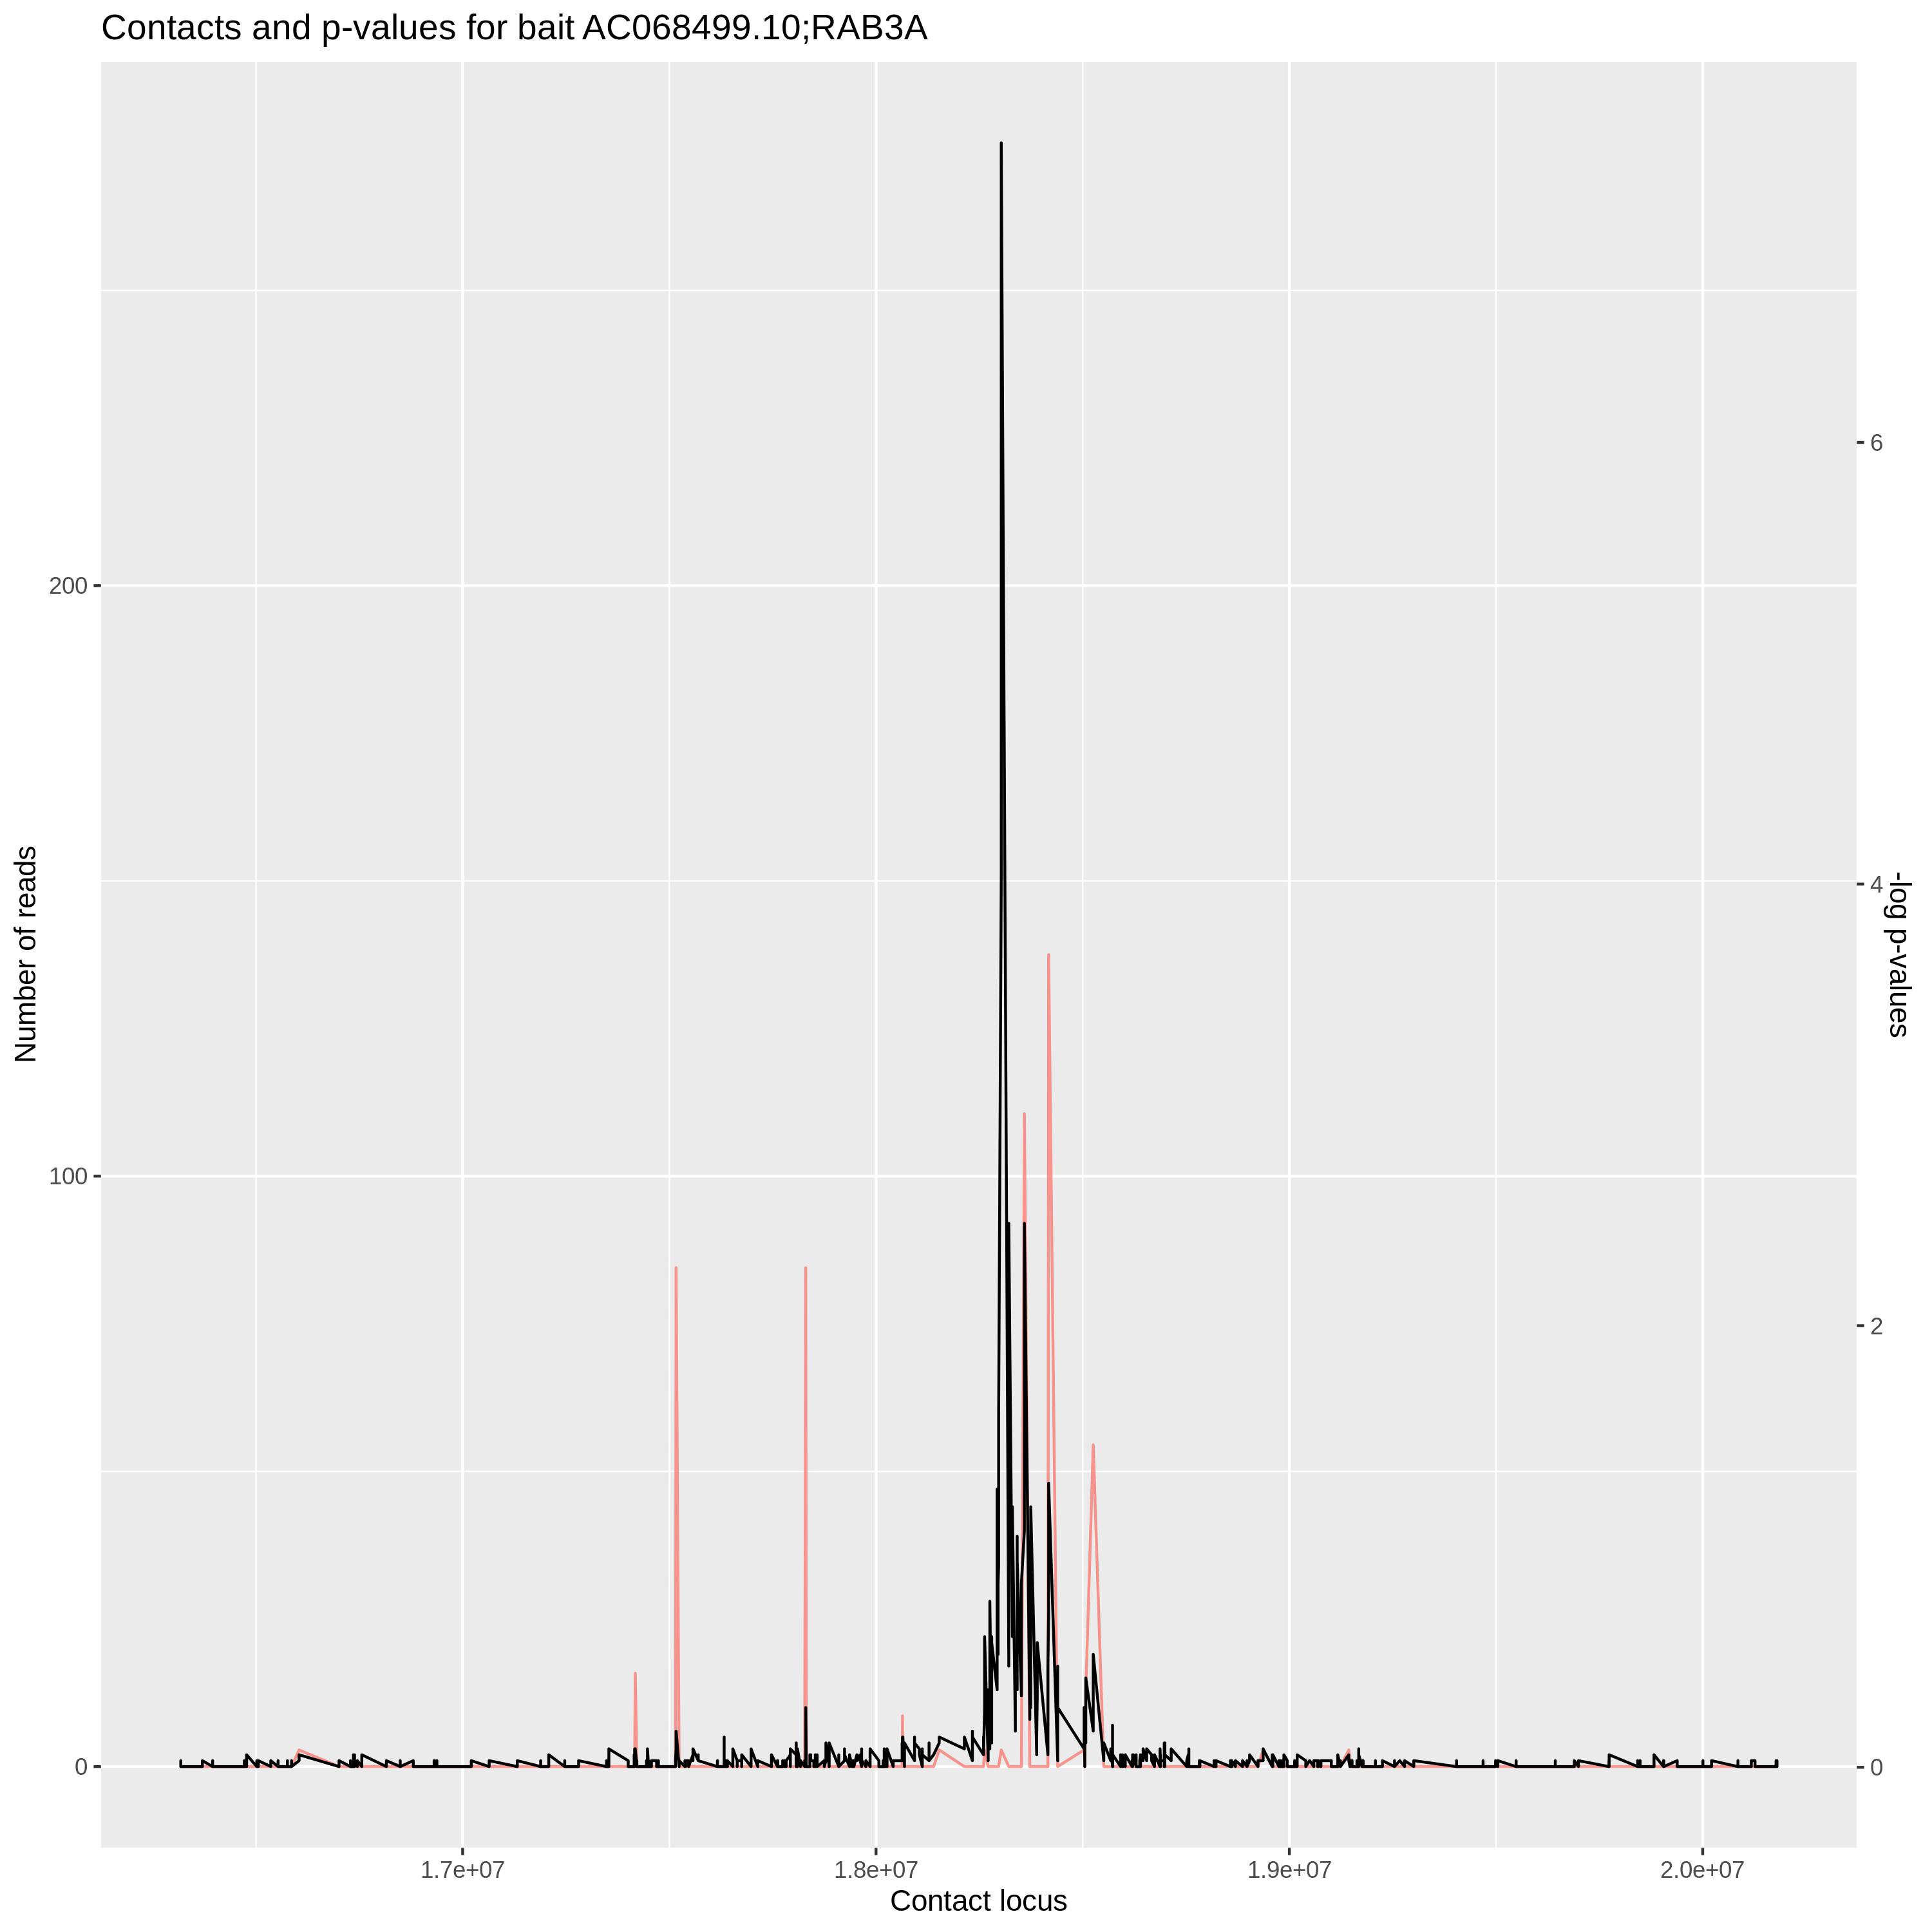 Contacts and p-values for bait AC068499.10;RAB3A
Number of reads
200
100
0
6
4
2
0
-log p-values
1.7e+07
1.8e+07
1.9e+07
2.0e+07
Contact locus